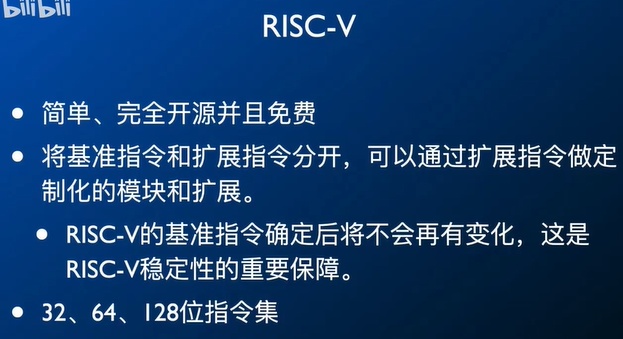 bilibili
RISC-V
• 简单、完全开源并且免费
• 将基准指令和扩展指令分开，可以通过扩展指令做定
制化的模块和扩展。
• RISC-V的基准指令确定后将不会再有变化，这是
RISC-V稳定性的重要保障。
• 32、64、128位指令集